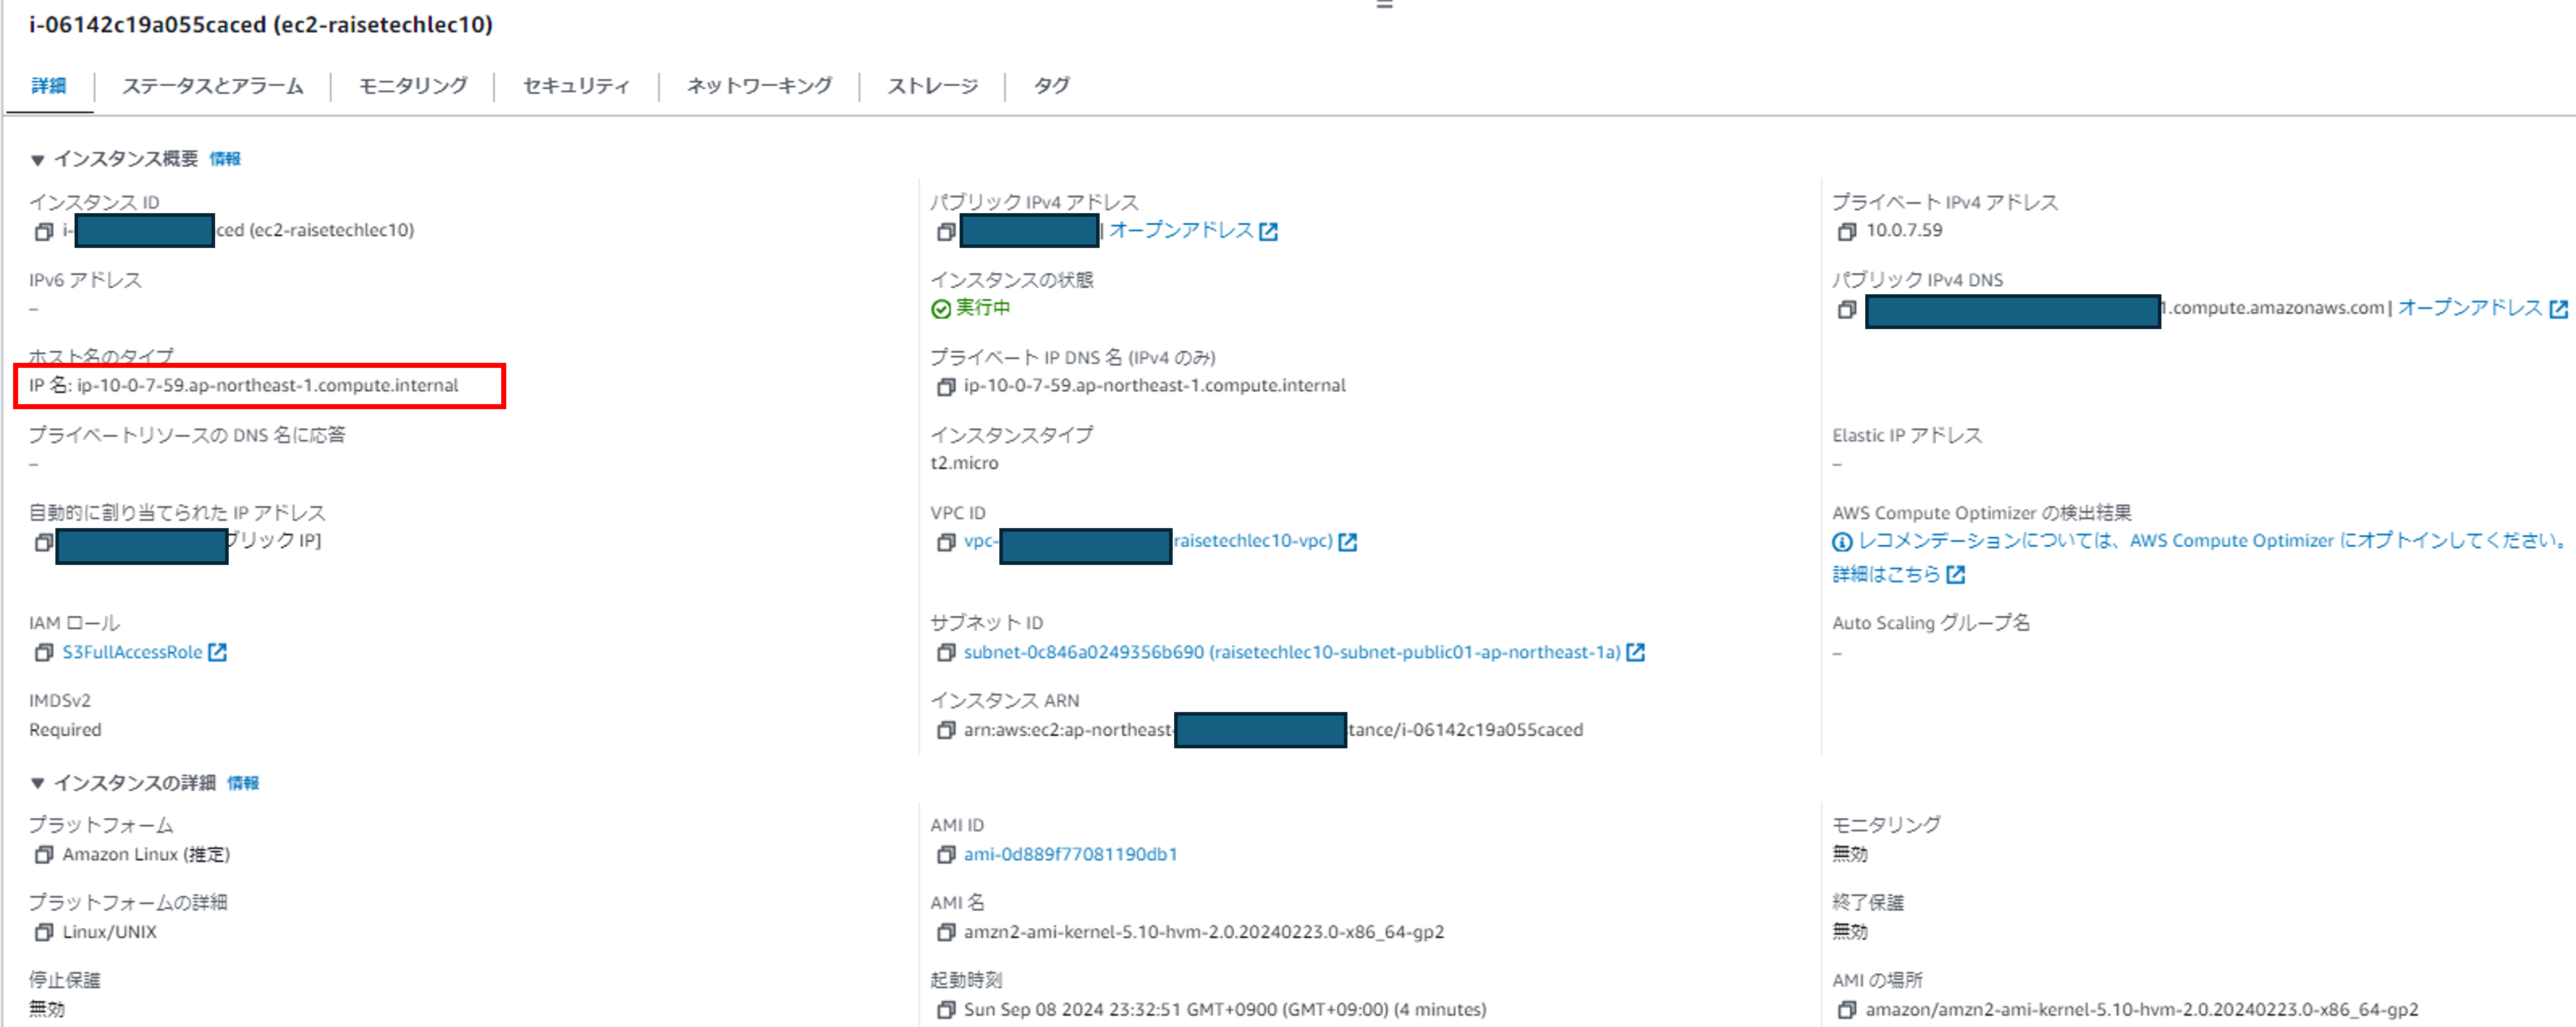 i-06142c19a055caced (ec2-raisetechlec10)
詳細 ステータスとアラーム モニタリング セキュリティ ネットワーキング ストレージ タグ
▼ インスタンス概要 情報
インスタンス ID
i- ced (ec2-raisetechlec10)
パブリック IPv4 アドレス
| オープンアドレス
プライベート IPv4 アドレス
10.0.7.59
IPv6 アドレス
–
インスタンスの状態
実行中
パブリック IPv4 DNS
1.compute.amazonaws.com | オープンアドレス
ホスト名のタイプ
IP 名: ip-10-0-7-59.ap-northeast-1.compute.internal
プライベート IP DNS 名 (IPv4 のみ)
ip-10-0-7-59.ap-northeast-1.compute.internal
プライベートリソースの DNS 名に応答
–
インスタンスタイプ
t2.micro
Elastic IP アドレス
–
自動的に割り当てられた IP アドレス
ブリック IP]
VPC ID
vpc- raisetechlec10-vpc)
AWS Compute Optimizer の検出結果
レコメンデーションについては、AWS Compute Optimizer にオプトインしてください。
詳細はこちら
IAM ロール
S3FullAccessRole
サブネット ID
subnet-0c846a0249356b690 (raisetechlec10-subnet-public01-ap-northeast-1a)
Auto Scaling グループ名
–
IMDSv2
Required
インスタンス ARN
arn:aws:ec2:ap-northeast- tance/i-06142c19a055caced
▼ インスタンスの詳細 情報
プラットフォーム
Amazon Linux (推定)
AMI ID
ami-0d889f77081190db1
モニタリング
無効
プラットフォームの詳細
Linux/UNIX
AMI 名
amzn2-ami-kernel-5.10-hvm-2.0.20240223.0-x86_64-gp2
終了保護
無効
停止保護
無効
起動時刻
Sun Sep 08 2024 23:32:51 GMT+0900 (GMT+09:00) (4 minutes)
AMI の場所
amazon/amzn2-ami-kernel-5.10-hvm-2.0.20240223.0-x86_64-gp2